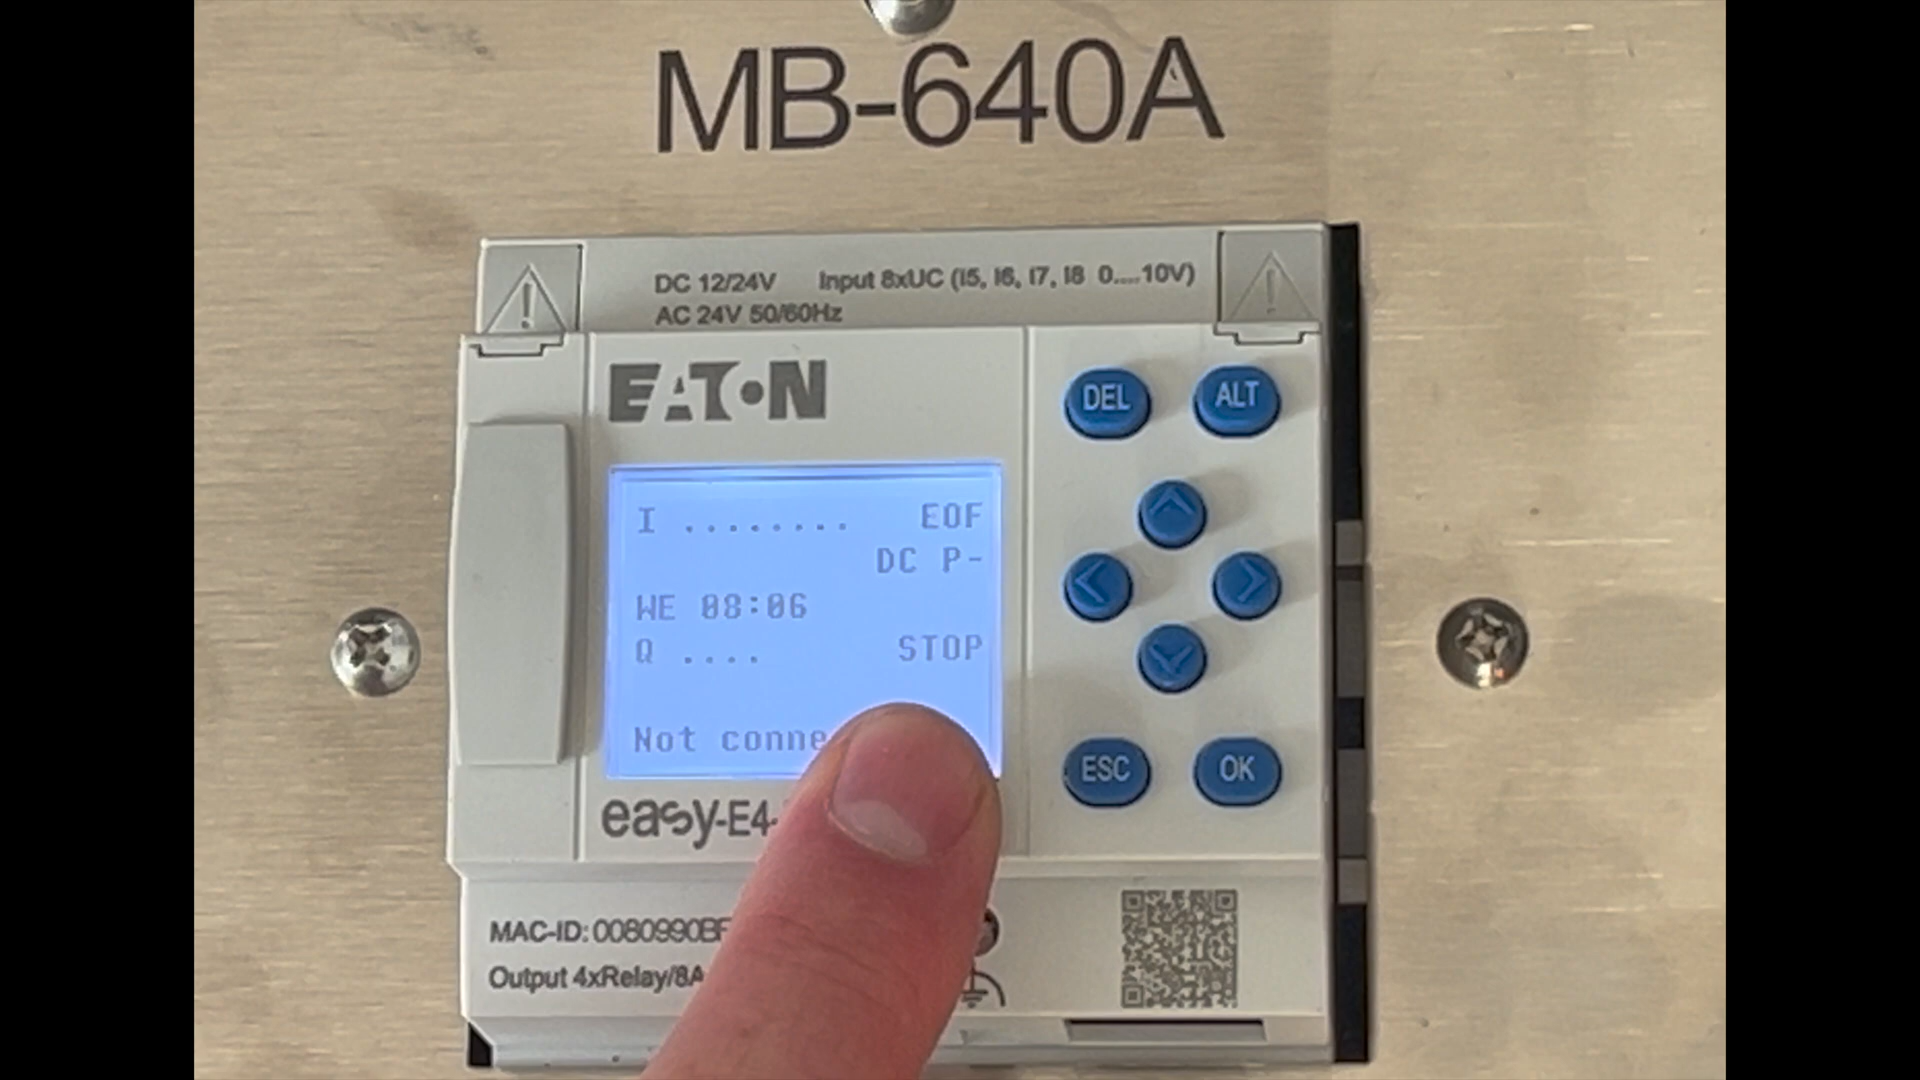 MB-640A
DC 12/24V Input 8xUC (I5, I6, I7, I8 0....10V)
AC 24V 50/60Hz
EATON
DEL ALT
I ........ EOF
DC P-
WE 08:06
Q .... STOP
Not conne
ESC OK
easy-E4-
MAC-ID: 0080990BF
Output 4xRelay/8A